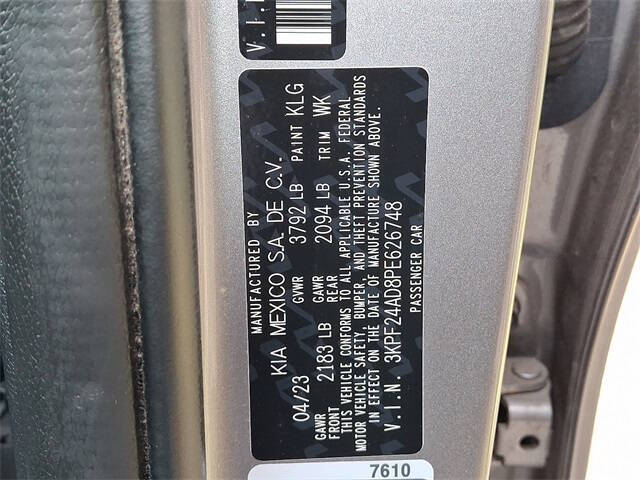 V.I.
MANUFACTURED BY
KIA MEXICO S.A. DE C.V.
04/23 GVWR 3792 LB PAINT KLG
GAWR FRONT 2183 LB GAWR REAR 2094 LB TRIM WK
THIS VEHICLE CONFORMS TO ALL APPLICABLE U.S.A. FEDERAL
MOTOR VEHICLE SAFETY, BUMPER, AND THEFT PREVENTION STANDARDS
IN EFFECT ON THE DATE OF MANUFACTURE SHOWN ABOVE.
V.I.N. 3KPF24AD8PE626748
PASSENGER CAR
7610